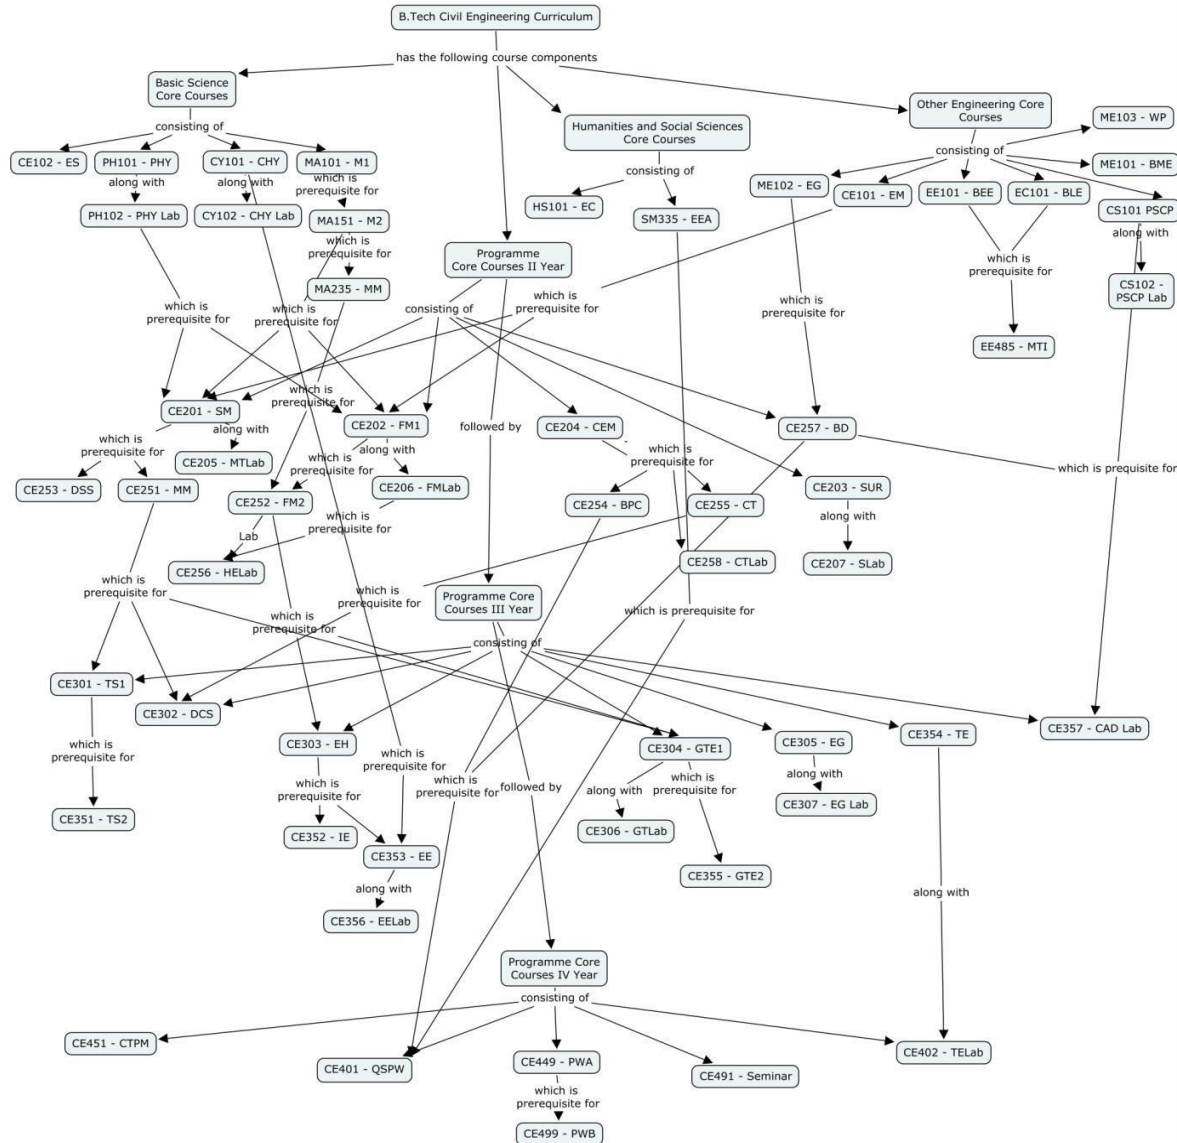 B.Tech Civil Engineering Curriculum
has the following course components
Basic Science
Core Courses
Humanities and Social Sciences
Core Courses
Other Engineering Core
Courses
ME103 - WP
consisting of
consisting of
consisting of
ME101 - BME
CE102 - ES
PH101 - PHY
CY101 - CHY
MA101 - M1
ME102 - EG
CE101 - EM
EE101 - BEE
EC101 - BLE
along with
along with
which is
prerequisite for
HS101 - EC
SM335 - EEA
CS101 PSCP
PH102 - PHY Lab
CY102 - CHY Lab
MA151 - M2
along with
which is
prerequisite for
Programme
Core Courses II Year
which is
prerequisite for
CS102 -
PSCP Lab
MA235 - MM
which is
prerequisite for
which is
prerequisite for
consisting of
which is
prerequisite for
which is
prerequisite for
EE485 - MTI
which is
prerequisite for
CE201 - SM
CE202 - FM1
followed by
CE204 - CEM
CE257 - BD
which is
prerequisite for
along with
along with
which is
prerequisite for
which is
prerequisite for
which is prequisite for
CE205 - MTLab
CE253 - DSS
CE251 - MM
CE252 - FM2
CE206 - FMLab
CE254 - BPC
CE255 - CT
CE203 - SUR
Lab
which is
prerequisite for
along with
CE256 - HELab
CE258 - CTLab
CE207 - SLab
which is
prerequisite for
which is
prerequisite for
Programme Core
Courses III Year
which is prerequisite for
which is
prerequisite for
consisting of
CE301 - TS1
CE302 - DCS
CE357 - CAD Lab
CE303 - EH
CE304 - GTE1
CE305 - EG
CE354 - TE
which is
prerequisite for
which is
prerequisite for
which is
prerequisite for
which is
prerequisite for
followed by
along with
which is
prerequisite for
along with
CE307 - EG Lab
CE351 - TS2
CE352 - IE
CE306 - GTLab
CE353 - EE
CE355 - GTE2
along with
along with
CE356 - EELab
Programme Core
Courses IV Year
consisting of
CE451 - CTPM
CE401 - QSPW
CE449 - PWA
CE491 - Seminar
CE402 - TELab
which is
prerequisite for
CE499 - PWB